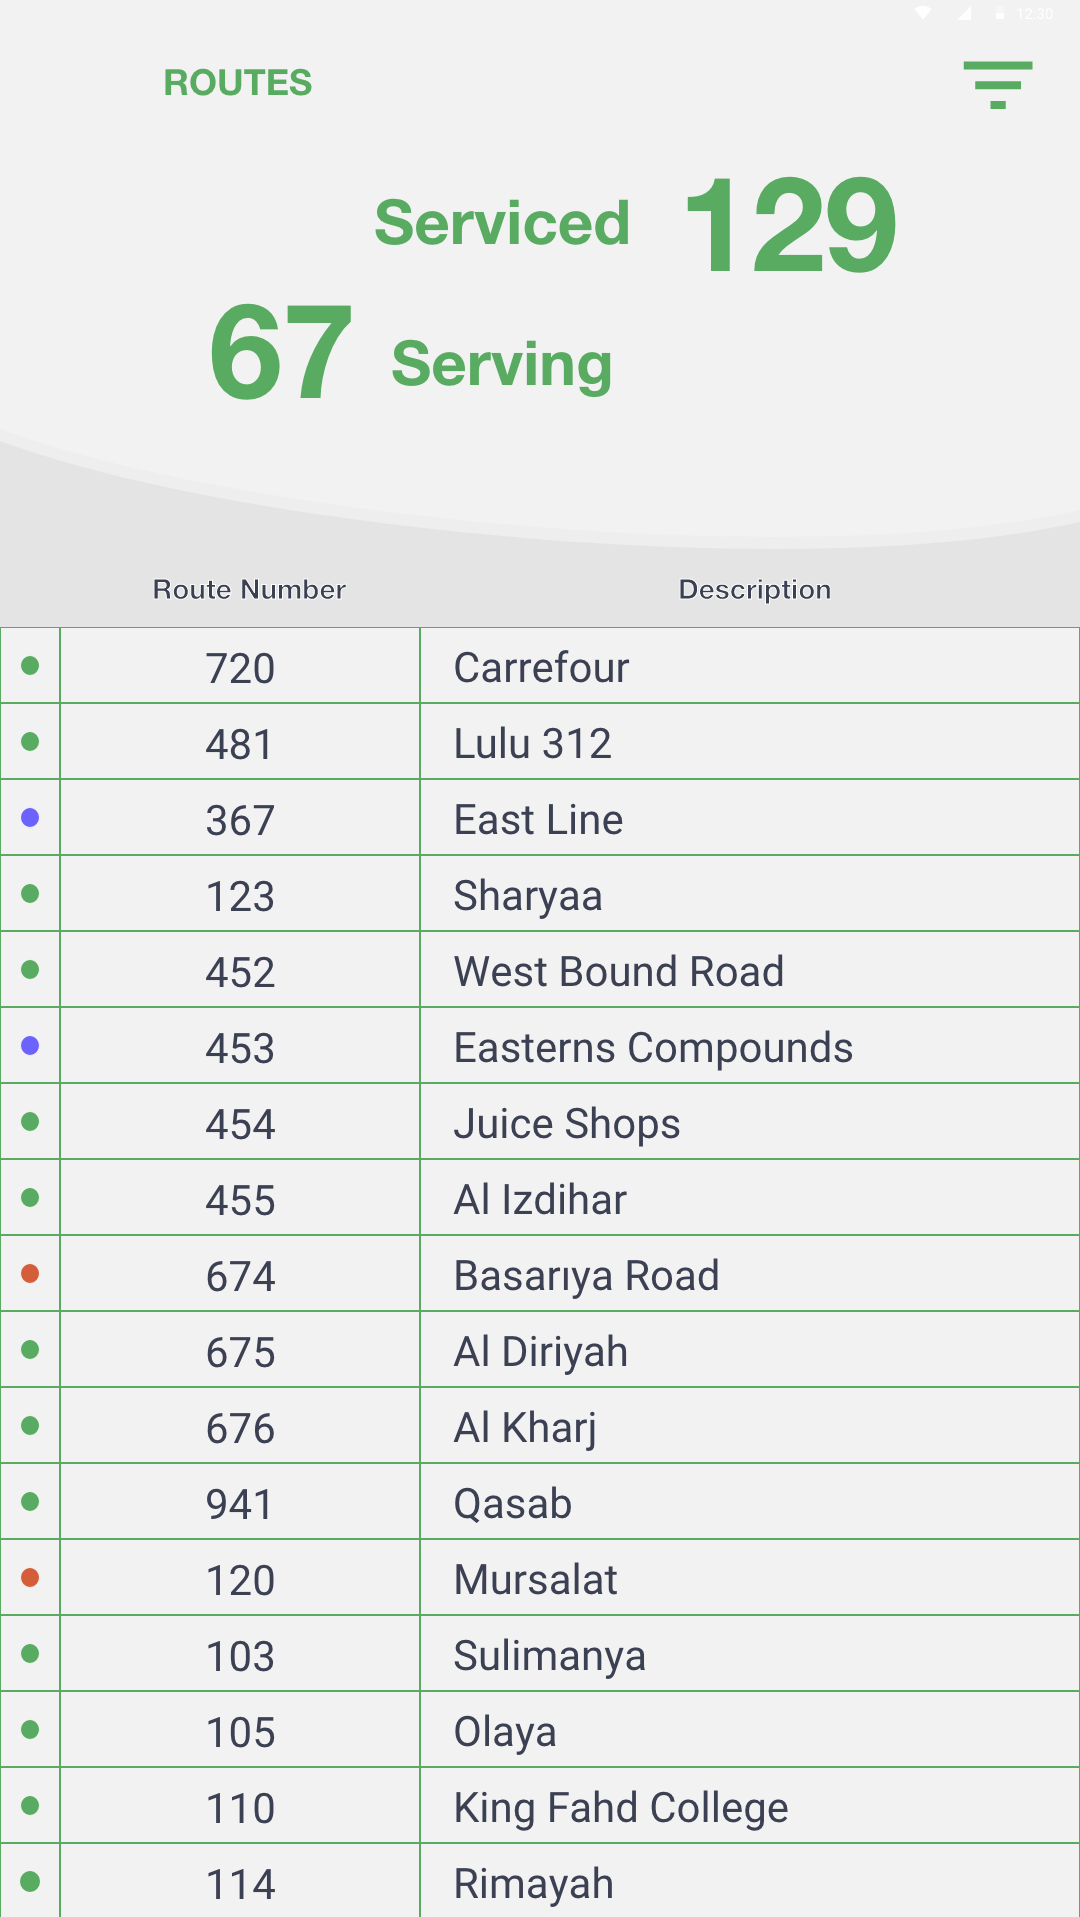 12:30
ROUTES
Serviced 129
67 Serving
Route Number Description
720 Carrefour
481 Lulu 312
367 East Line
123 Sharyaa
452 West Bound Road
453 Easterns Compounds
454 Juice Shops
455 Al Izdihar
674 Basarıya Road
675 Al Diriyah
676 Al Kharj
941 Qasab
120 Mursalat
103 Sulimanya
105 Olaya
110 King Fahd College
114 Rimayah